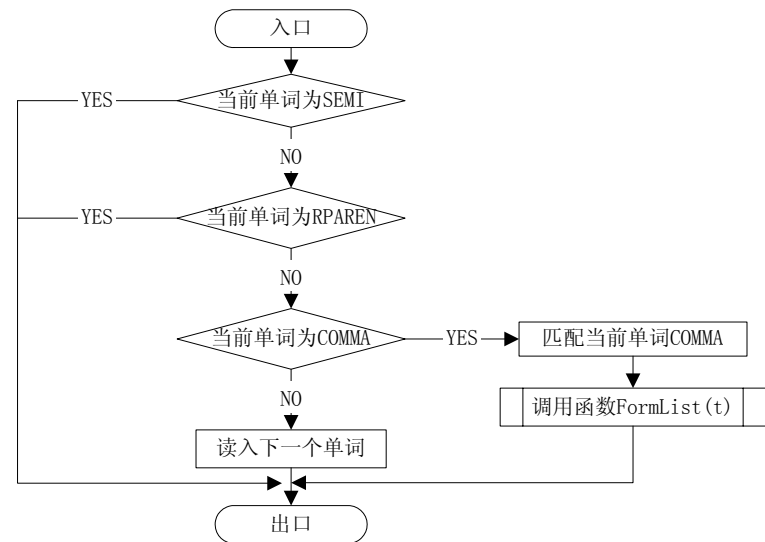 入口
YES
当前单词为SEMI
NO
YES
当前单词为RPAREN
NO
当前单词为COMMA
YES
匹配当前单词COMMA
NO
调用函数FormList(t)
读入下一个单词
出口